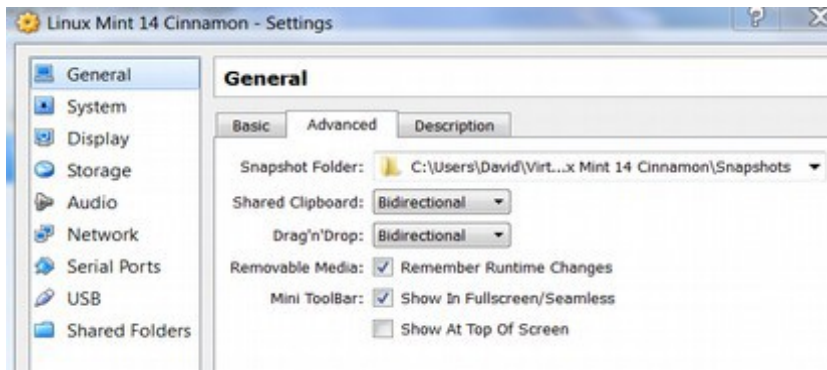 Linux Mint 14 Cinnamon - Settings
General
System
Display
Storage
Audio
Network
Serial Ports
USB
Shared Folders
General
Basic Advanced Description
Snapshot Folder: C:\Users\David\Virt...x Mint 14 Cinnamon\Snapshots
Shared Clipboard: Bidirectional
Drag'n'Drop: Bidirectional
Removable Media: Remember Runtime Changes
Mini ToolBar: Show In Fullscreen/Seamless
Show At Top Of Screen